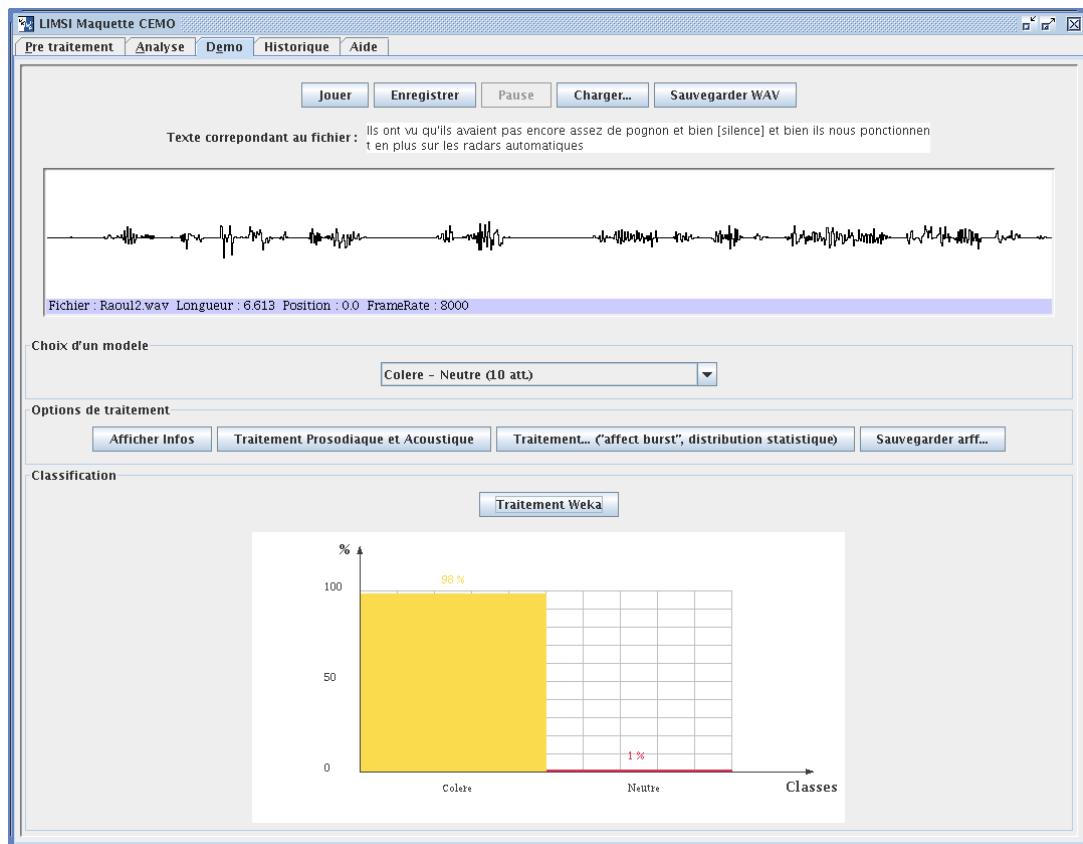 LIMSI Maquette CEMO
Pre traitement Analyse Demo Historique Aide
Jouer Enregistrer Pause Charger... Sauvegarder WAV
Texte correpondant au fichier :
Ils ont vu qu'ils avaient pas encore assez de pognon et bien [silence] et bien ils nous ponctionnen
t en plus sur les radars automatiques
Fichier : Raoul2.wav Longueur : 6.613 Position : 0.0 FrameRate : 8000
Choix d'un modele
Colere - Neutre (10 att.)
Options de traitement
Afficher Infos Traitement Prosodiaque et Acoustique Traitement... ("affect burst", distribution statistique) Sauvegarder arff...
Classification
Traitement Weka
%
98 %
100
50
1 %
0
Colere Neutre Classes